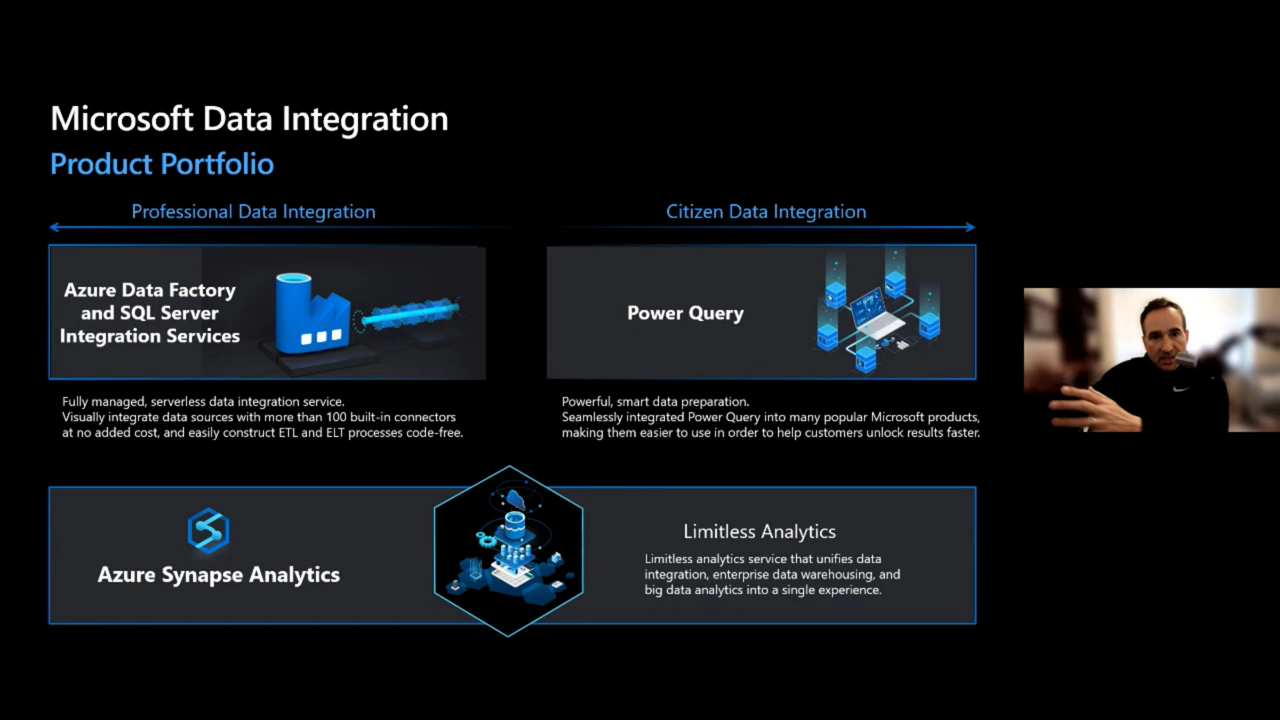 Microsoft Data Integration
Product Portfolio
Professional Data Integration
Citizen Data Integration
Azure Data Factory
and SQL Server
Integration Services
Power Query
Fully managed, serverless data integration service.
Visually integrate data sources with more than 100 built-in connectors
at no added cost, and easily construct ETL and ELT processes code-free.
Powerful, smart data preparation.
Seamlessly integrated Power Query into many popular Microsoft products,
making them easier to use in order to help customers unlock results faster.
Azure Synapse Analytics
Limitless Analytics
Limitless analytics service that unifies data
integration, enterprise data warehousing, and
big data analytics into a single experience.